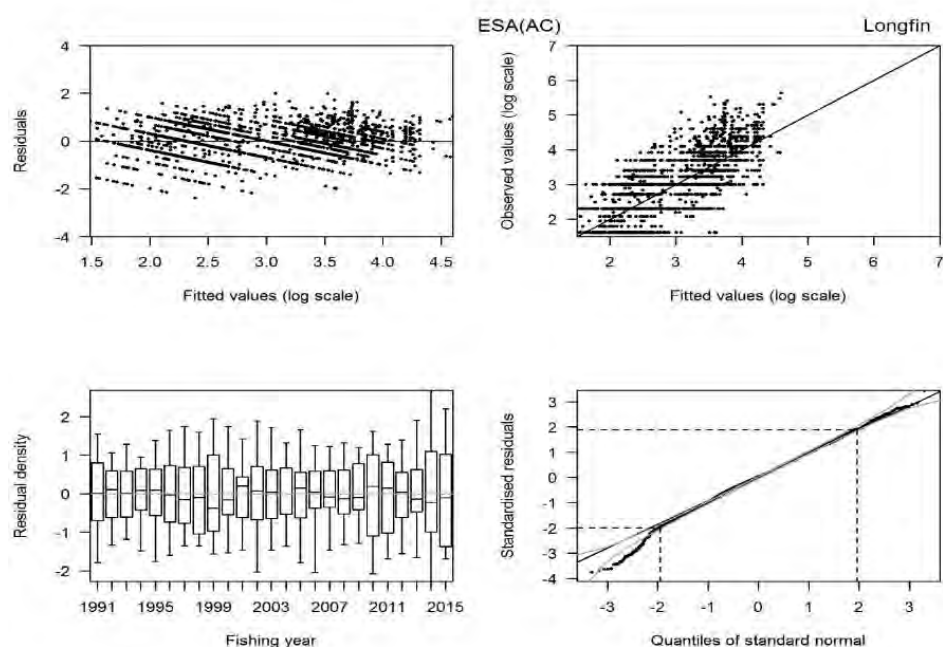 ESA(AC)
Longfin
4
2
0
-2
-4
Residuals
1.5 2.0 2.5 3.0 3.5 4.0 4.5
Fitted values (log scale)
7
6
5
4
3
2
Observed values (log scale)
2 3 4 5 6 7
Fitted values (log scale)
2
1
0
-1
-2
Residual density
1991 1995 1999 2003 2007 2011 2015
Fishing year
3
2
1
0
-1
-2
-3
-4
Standardised residuals
-3 -2 -1 0 1 2 3
Quantiles of standard normal